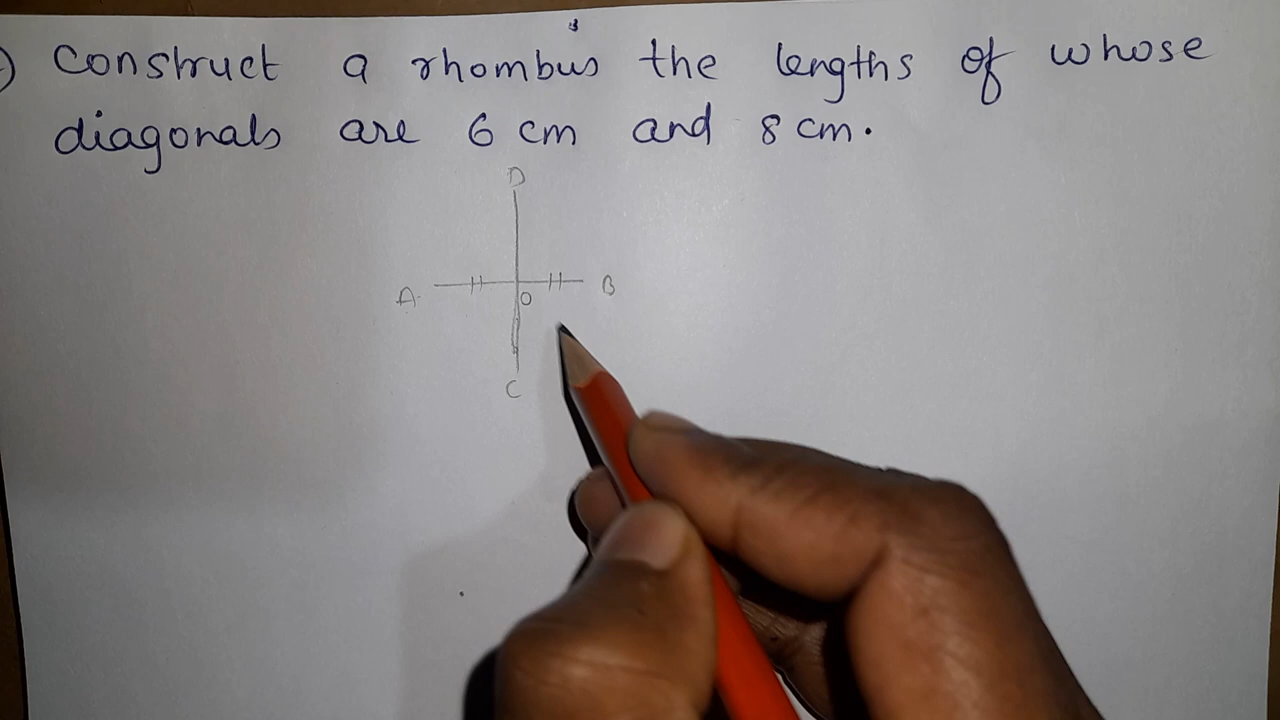 ) Construct a rhombus the lengths of whose
diagonals are 6 cm and 8 cm.
D
A B
O
C